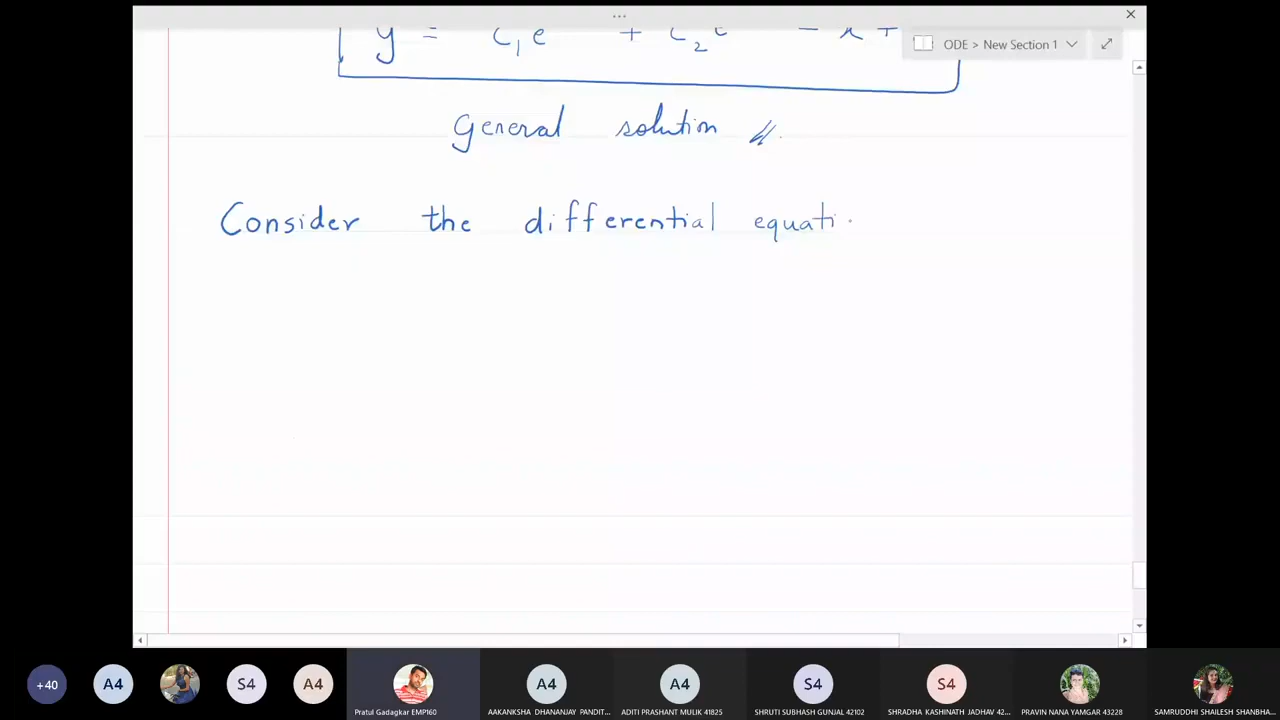 ...
ODE > New Section 1
y = c₁e + c₂e - x +
General solution //.
Consider the differential equati
+40
A4
S4
A4
A4
A4
S4
S4
Pratul Gadagkar EMP160
AAKANKSHA DHANANJAY PANDIT...
ADITI PRASHANT MULIK 41825
SHRUTI SUBHASH GUNJAL 42102
SHRADHA KASHINATH JADHAV 42...
PRAVIN NANA YAMGAR 43228
SAMRUDDHI SHAILESH SHANBHA...